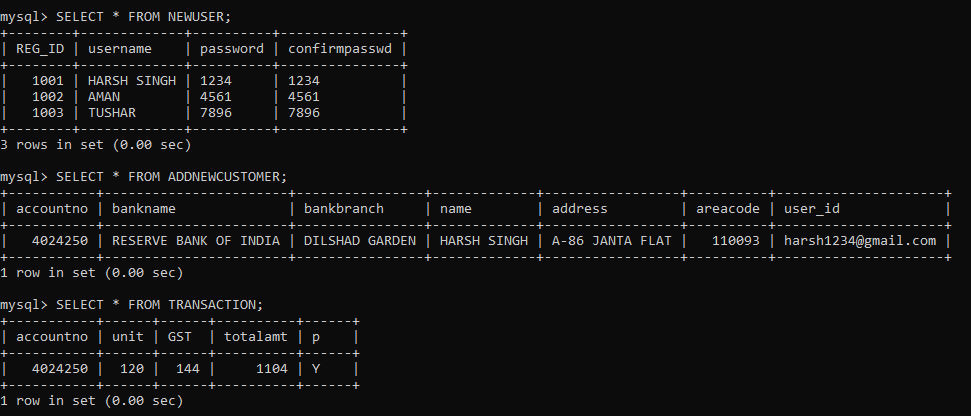 mysql> SELECT * FROM NEWUSER;
+--------+-------------+----------+---------------+
| REG_ID | username    | password | confirmpasswd |
+--------+-------------+----------+---------------+
|   1001 | HARSH SINGH | 1234     | 1234          |
|   1002 | AMAN        | 4561     | 4561          |
|   1003 | TUSHAR      | 7896     | 7896          |
+--------+-------------+----------+---------------+
3 rows in set (0.00 sec)
mysql> SELECT * FROM ADDNEWCUSTOMER;
+-----------+-----------------------+----------------+-------------+-----------------+----------+---------------------+
| accountno | bankname              | bankbranch     | name        | address         | areacode | user_id             |
+-----------+-----------------------+----------------+-------------+-----------------+----------+---------------------+
|   4024250 | RESERVE BANK OF INDIA | DILSHAD GARDEN | HARSH SINGH | A-86 JANTA FLAT |   110093 | harsh1234@gmail.com |
+-----------+-----------------------+----------------+-------------+-----------------+----------+---------------------+
1 row in set (0.00 sec)
mysql> SELECT * FROM TRANSACTION;
+-----------+------+------+----------+------+
| accountno | unit | GST  | totalamt | p    |
+-----------+------+------+----------+------+
|   4024250 |  120 |  144 |     1104 | Y    |
+-----------+------+------+----------+------+
1 row in set (0.00 sec)